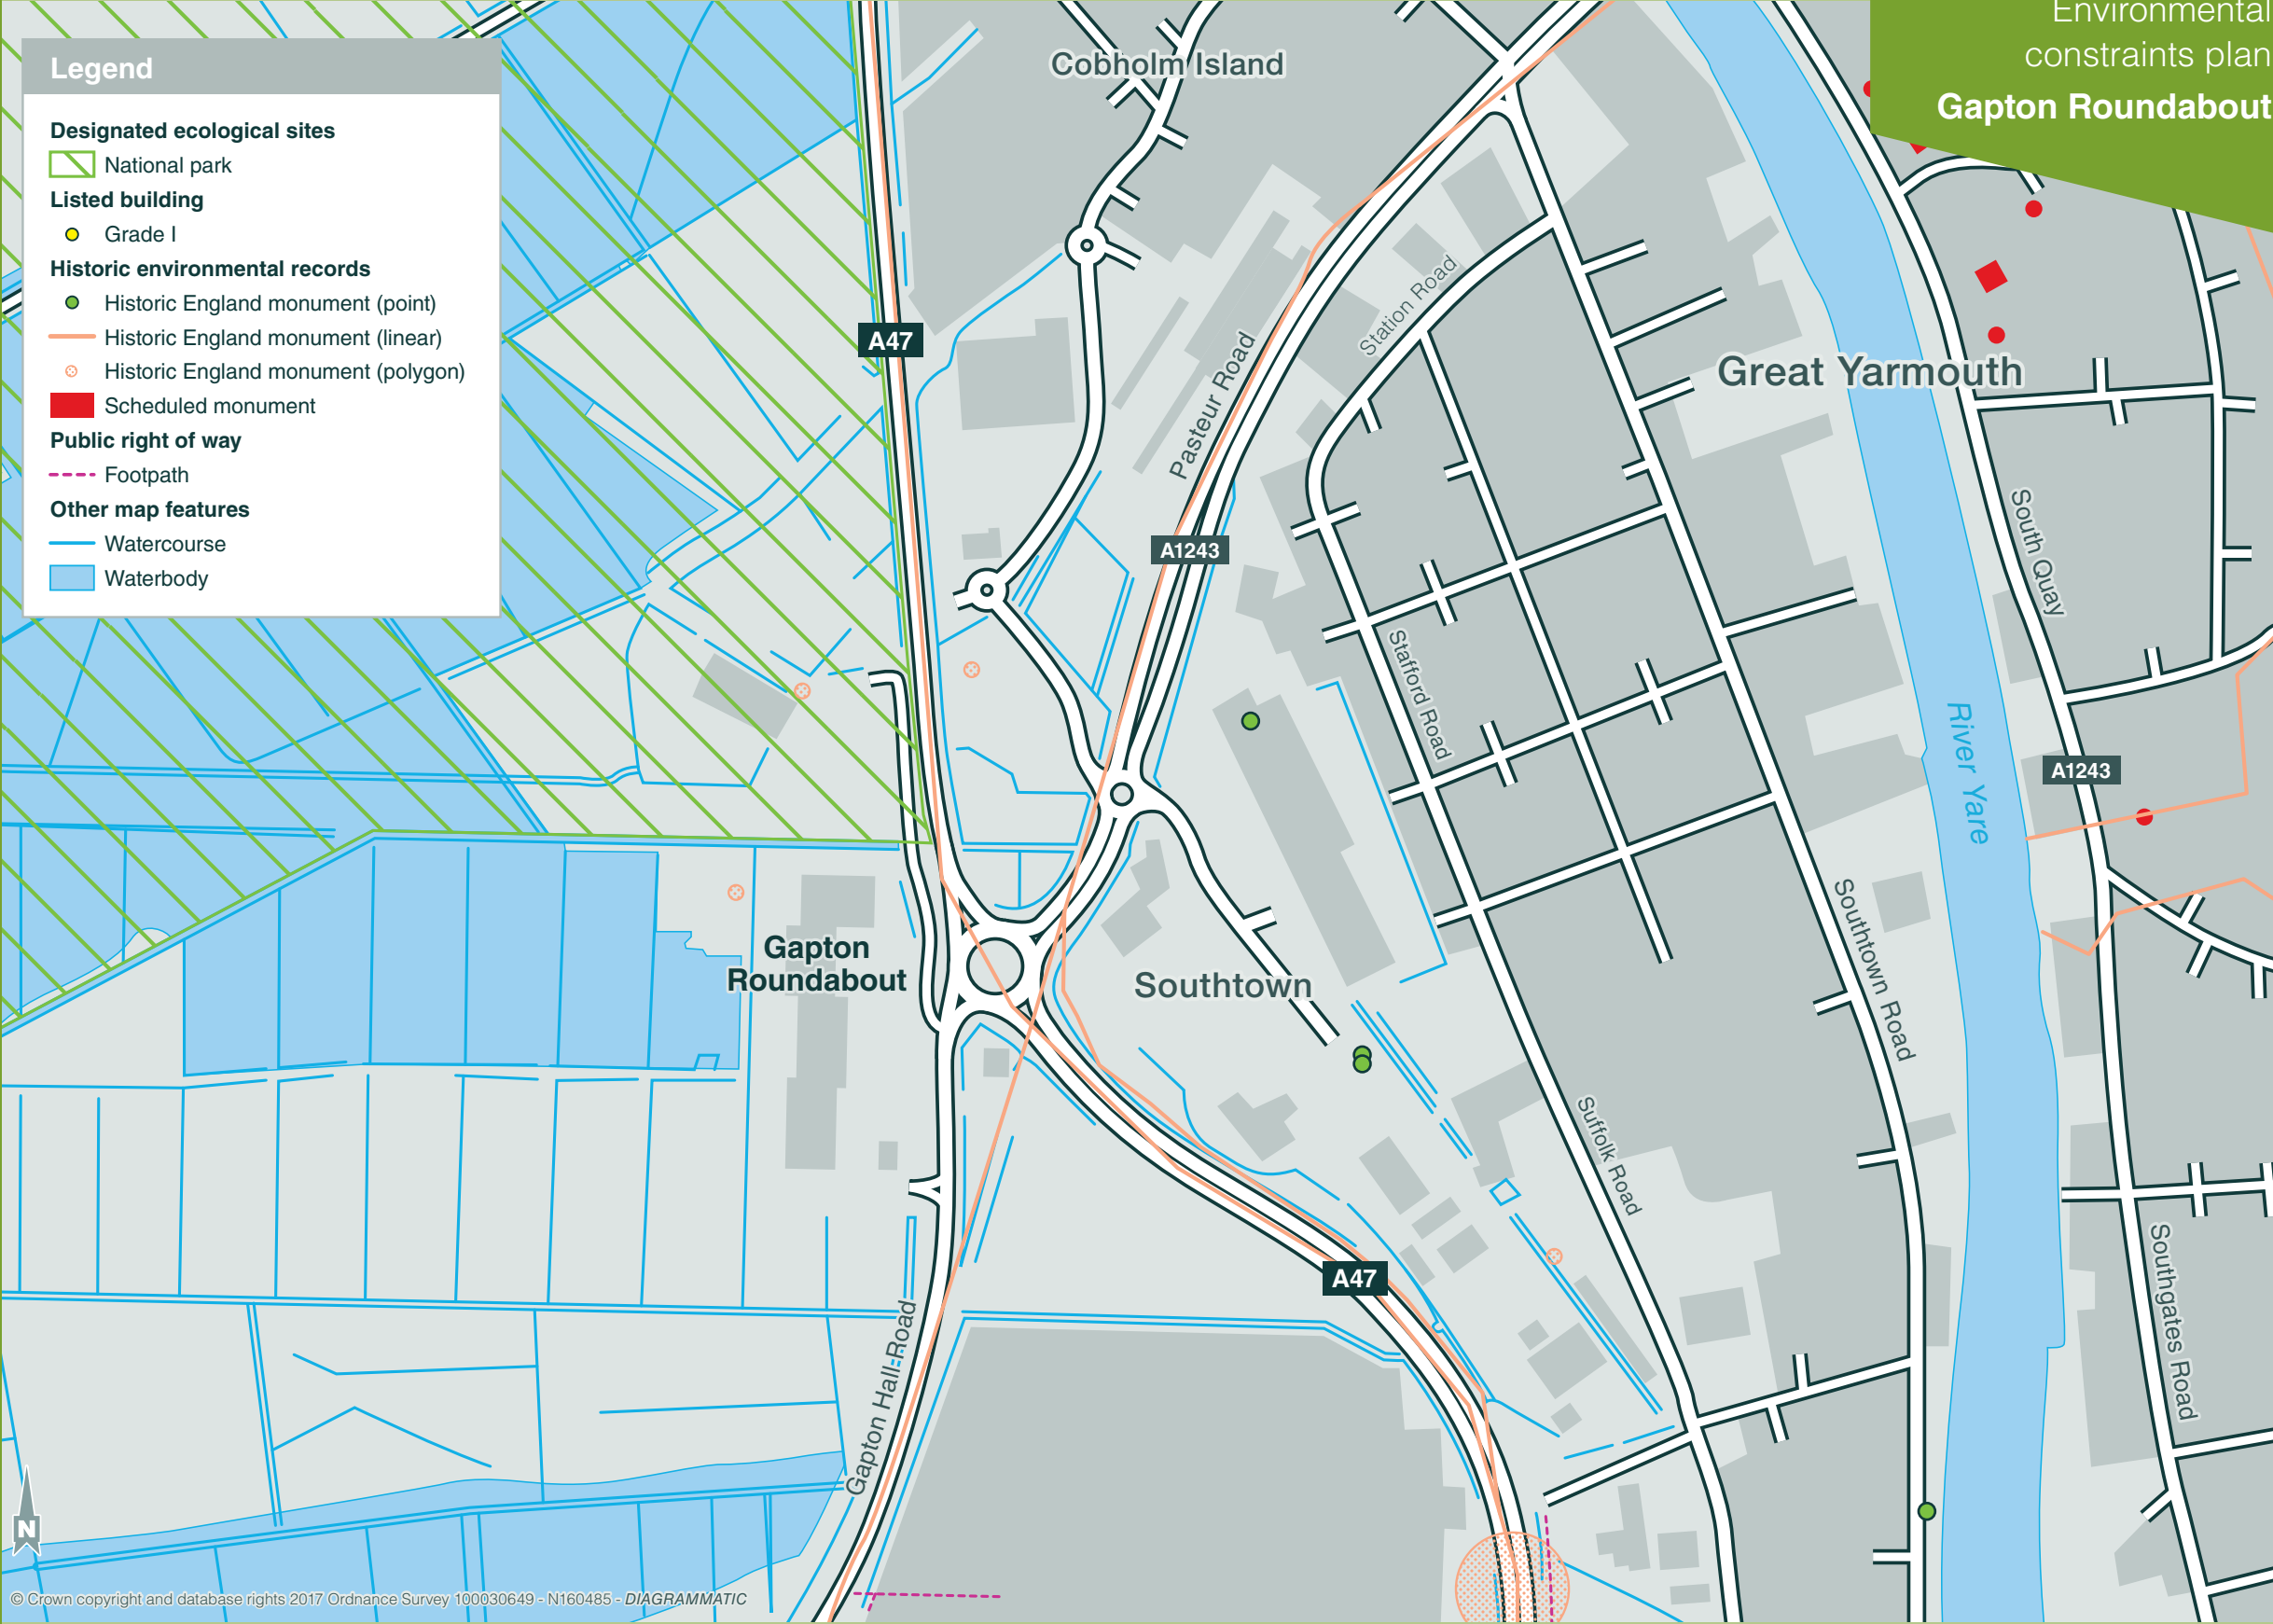 Environmental
constraints plan
Gapton Roundabout
Legend
Designated ecological sites
National park
Listed building
Grade I
Historic environmental records
Historic England monument (point)
Historic England monument (linear)
Historic England monument (polygon)
Scheduled monument
Public right of way
Footpath
Other map features
Watercourse
Waterbody
Cobholm Island
A47
Station Road
Pasteur Road
Great Yarmouth
A1243
South Quay
Stafford Road
River Yare
A1243
Gapton
Roundabout
Southtown
Southtown Road
Suffolk Road
A47
Southgates Road
Gapton Hall Road
N
© Crown copyright and database rights 2017 Ordnance Survey 100030649 - N160485 - DIAGRAMMATIC